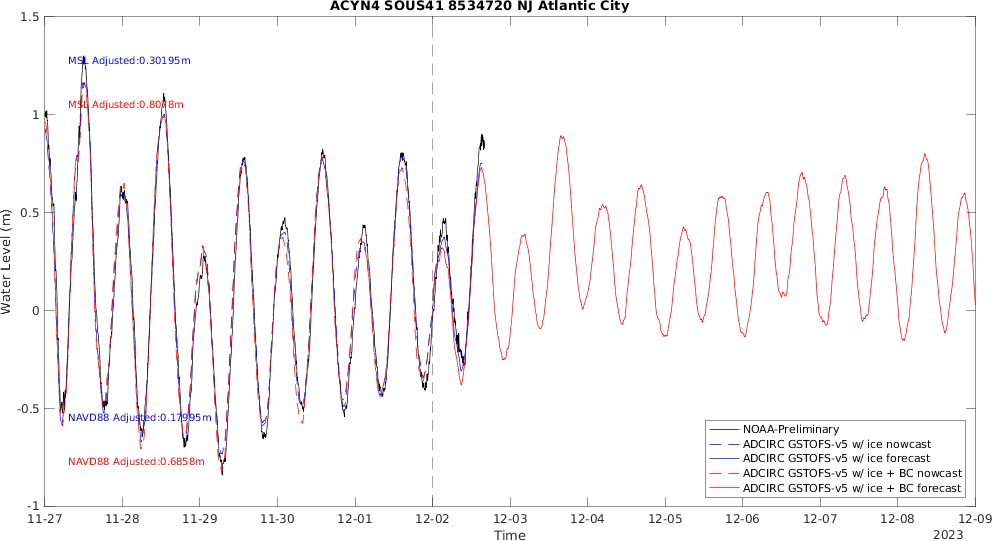 ACYN4 SOUS41 8534720 NJ Atlantic City
1.5
1
0.5
0
-0.5
-1
Water Level (m)
MSL Adjusted:0.30195m
MSL Adjusted:0.8078m
NAVD88 Adjusted:0.17995m
NAVD88 Adjusted:0.6858m
NOAA-Preliminary
ADCIRC GSTOFS-v5 w/ ice nowcast
ADCIRC GSTOFS-v5 w/ ice forecast
ADCIRC GSTOFS-v5 w/ ice + BC nowcast
ADCIRC GSTOFS-v5 w/ ice + BC forecast
11-27 11-28 11-29 11-30 12-01 12-02 12-03 12-04 12-05 12-06 12-07 12-08 12-09
Time
2023